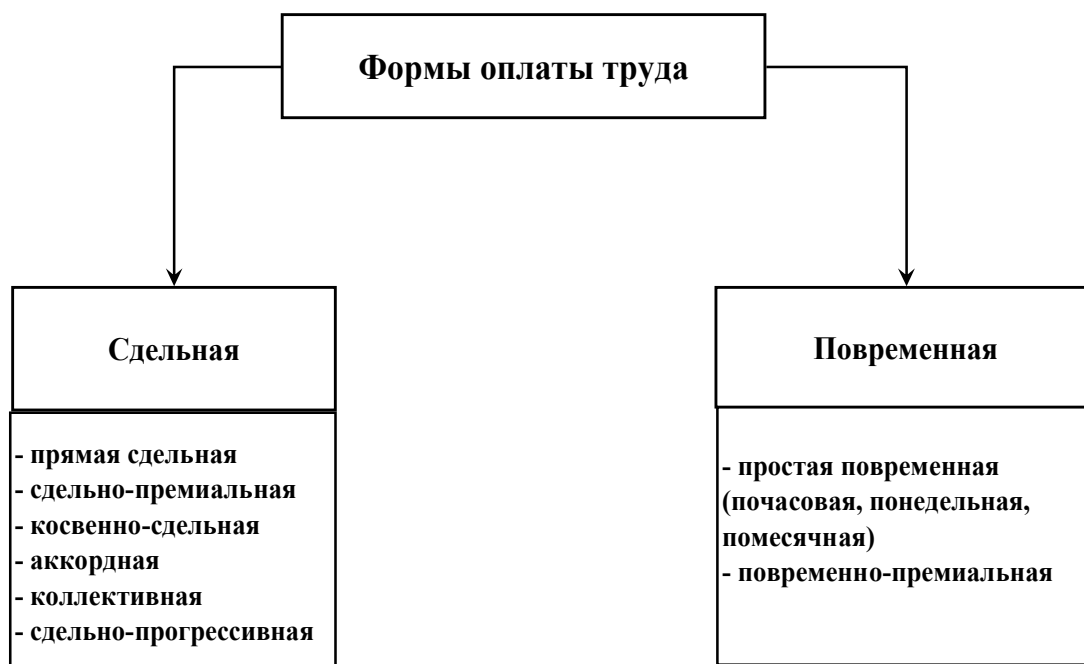 Формы оплаты труда
Сдельная
- прямая сдельная
- сдельно-премиальная
- косвенно-сдельная
- аккордная
- коллективная
- сдельно-прогрессивная
Повременная
- простая повременная
(почасовая, понедельная,
помесячная)
- повременно-премиальная